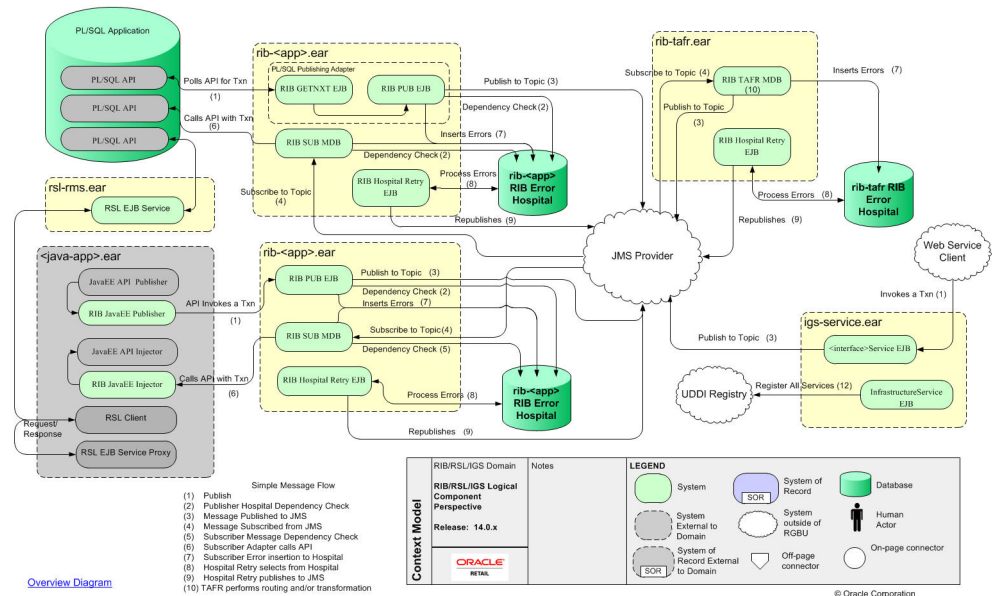 PL/SQL Application
PL/SQL API
PL/SQL API
PL/SQL API
Polls API for Txn
(1)
Calls API with Txn
(6)
rib-<app>.ear
PL/SQL Publishing Adapter
RIB GETNXT EJB
RIB PUB EJB
RIB SUB MDB
RIB Hospital Retry
EJB
Publish to Topic (3)
Dependency Check(2)
Inserts Errors (7)
Dependency Check(2)
Process Errors
(8)
Subscribe to Topic
(4)
Republishes (9)
rib-<app>
RIB Error
Hospital
rib-tafr.ear
Subscribe to Topic (4)
RIB TAFR MDB
(10)
Publish to Topic
(3)
RIB Hospital Retry
EJB
Inserts Errors (7)
Process Errors (8)
Republishes (9)
rib-tafr RIB
Error
Hospital
rsl-rms.ear
RSL EJB Service
<java-app>.ear
JavaEE API Publisher
RIB JavaEE Publisher
JavaEE API Injector
RIB JavaEE Injector
RSL Client
RSL EJB Service Proxy
Request/
Response
API Invokes a Txn
(1)
Calls API with Txn
(6)
rib-<app>.ear
RIB PUB EJB
RIB SUB MDB
RIB Hospital Retry EJB
Publish to Topic (3)
Dependency Check (2)
Inserts Errors (7)
Subscribe to Topic(4)
Dependency Check (5)
Process Errors (8)
Republishes (9)
rib-<app>
RIB Error
Hospital
JMS Provider
Web Service
Client
Invokes a Txn (1)
igs-service.ear
Publish to Topic (3)
<interface>Service EJB
UDDI Registry
Register All Services (12)
InfrastructureService
EJB
Simple Message Flow
(1) Publish
(2) Publisher Hospital Dependency Check
(3) Message Published to JMS
(4) Message Subscribed from JMS
(5) Subscriber Message Dependency Check
(6) Subscriber Adapter calls API
(7) Subscriber Error insertion to Hospital
(8) Hospital Retry selects from Hospital
(9) Hospital Retry publishes to JMS
(10) TAFR performs routing and/or transformation
Overview Diagram
Context Model
RIB/RSL/IGS Domain
RIB/RSL/IGS Logical
Component
Perspective
Release: 14.0.x
ORACLE
RETAIL
Notes
LEGEND
System
System of
Record
SOR
Database
System
External to
Domain
System
outside of
RGBU
Human
Actor
System of
Record External
to Domain
SOR
Off-page
connector
On-page connector
© Oracle Corporation